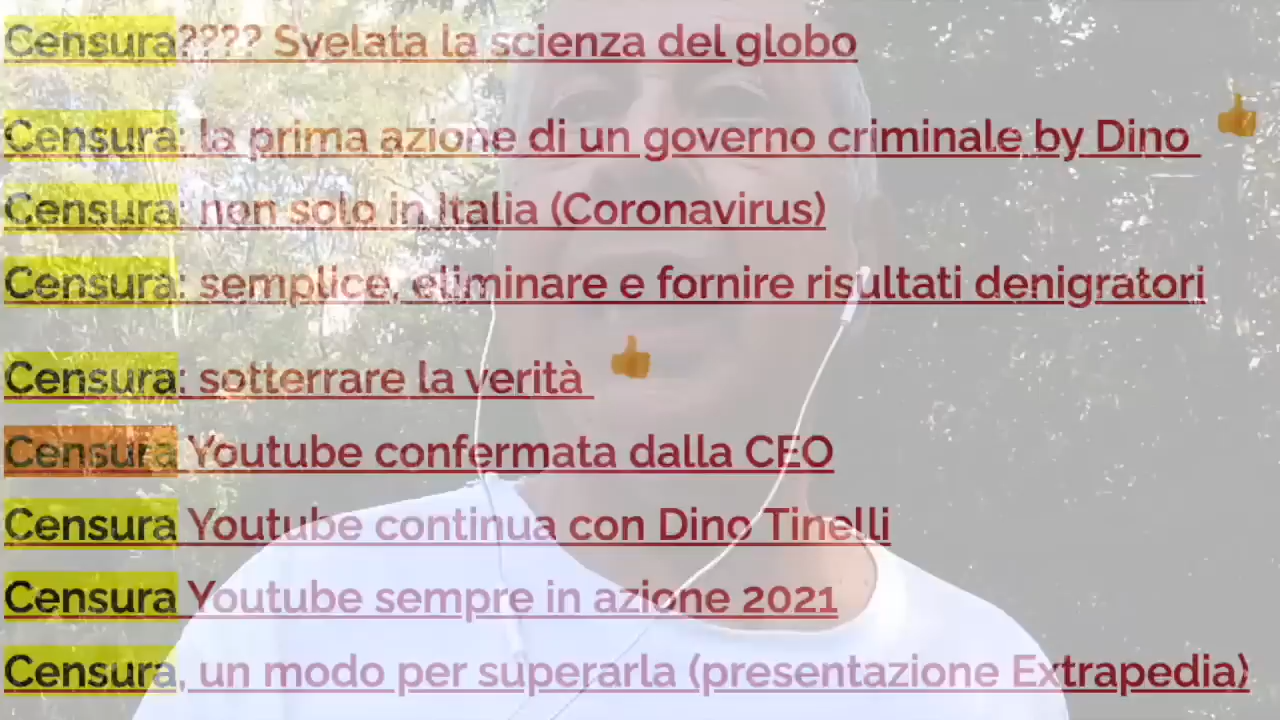 Censura???? Svelata la scienza del globo
Censura: la prima azione di un governo criminale by Dino
Censura: non solo in Italia (Coronavirus)
Censura: semplice, eliminare e fornire risultati denigratori
Censura: sotterrare la verità
Censura Youtube confermata dalla CEO
Censura Youtube continua con Dino Tinelli
Censura Youtube sempre in azione 2021
Censura, un modo per superarla (presentazione Extrapedia)